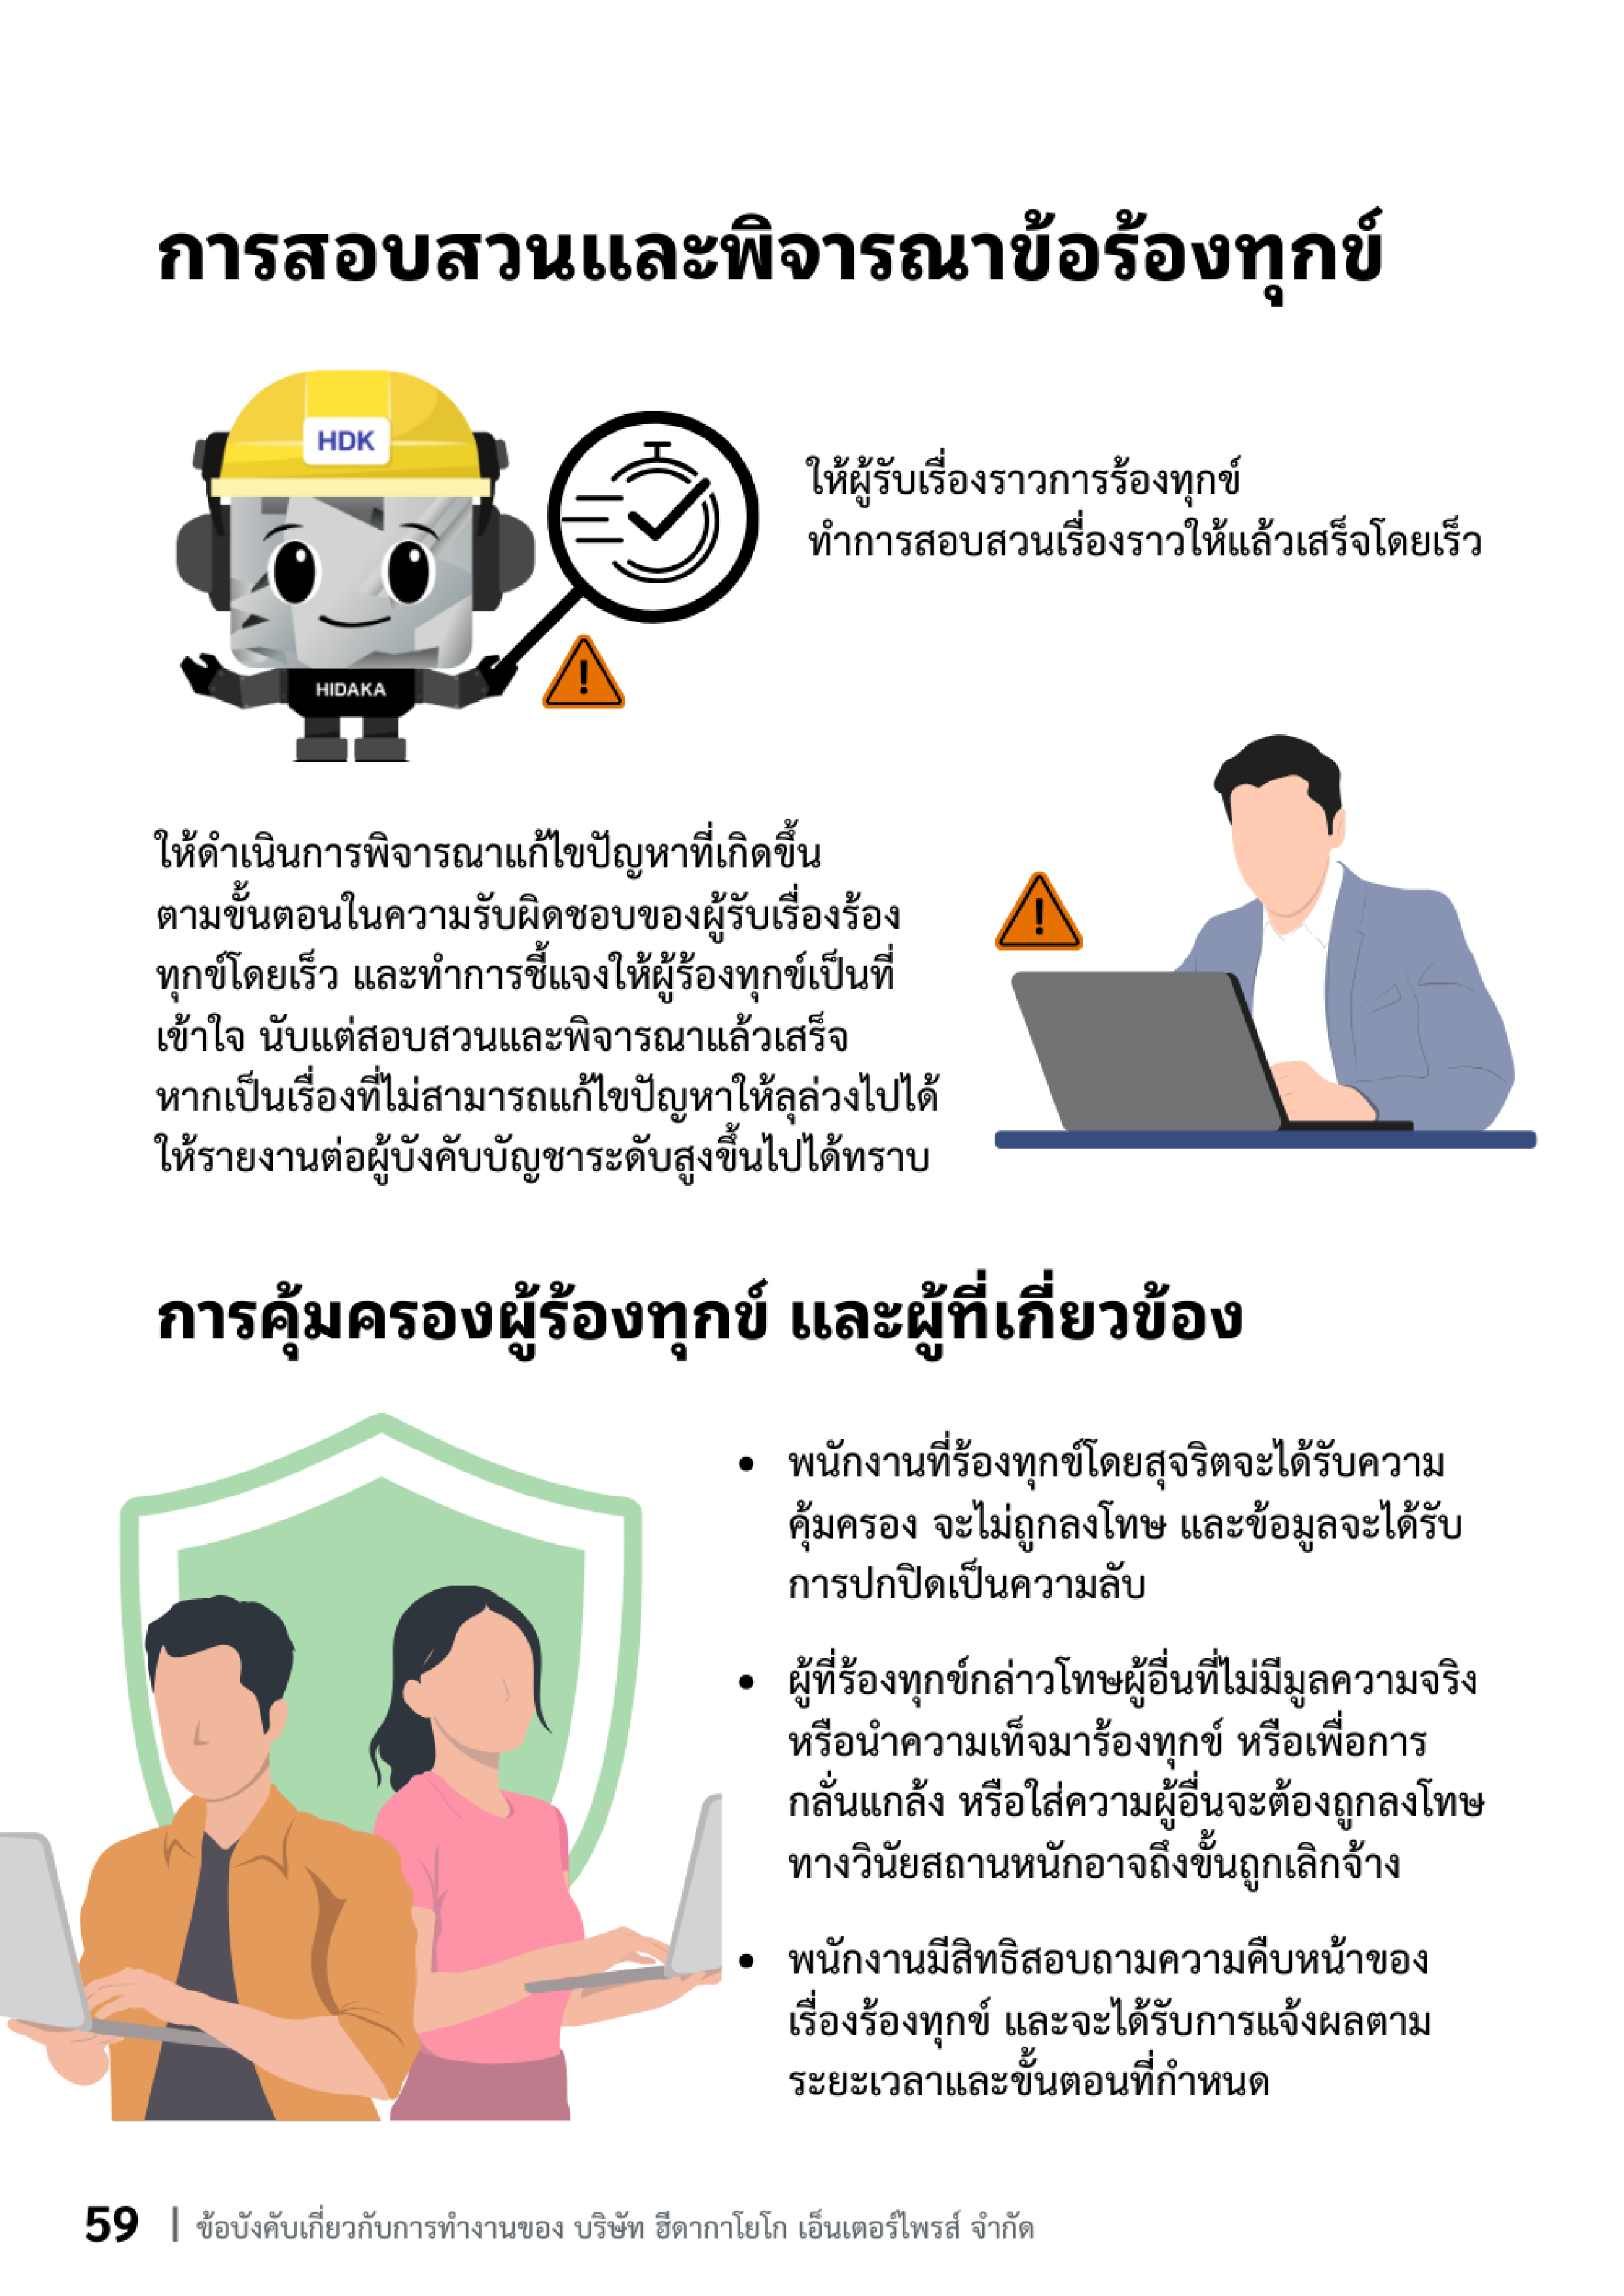 การสอบสวนและพิจารณาข้อร้องทุกข์
HDK
HIDAKA
ให้ผู้รับเรื่องราวการร้องทุกข์
ทำการสอบสวนเรื่องราวให้แล้วเสร็จโดยเร็ว
ให้ดำเนินการพิจารณาแก้ไขปัญหาที่เกิดขึ้น
ตามขั้นตอนในความรับผิดชอบของผู้รับเรื่องร้อง
ทุกข์โดยเร็ว และทำการชี้แจงให้ผู้ร้องทุกข์เป็นที่
เข้าใจ นับแต่สอบสวนและพิจารณาแล้วเสร็จ
หากเป็นเรื่องที่ไม่สามารถแก้ไขปัญหาให้ลุล่วงไปได้
ให้รายงานต่อผู้บังคับบัญชาระดับสูงขึ้นไปได้ทราบ
การคุ้มครองผู้ร้องทุกข์ และผู้ที่เกี่ยวข้อง
• พนักงานที่ร้องทุกข์โดยสุจริตจะได้รับความ
คุ้มครอง จะไม่ถูกลงโทษ และข้อมูลจะได้รับ
การปกปิดเป็นความลับ
• ผู้ที่ร้องทุกข์กล่าวโทษผู้อื่นที่ไม่มีมูลความจริง
หรือนำความเท็จมาร้องทุกข์ หรือเพื่อการ
กลั่นแกล้ง หรือใส่ความผู้อื่นจะต้องถูกลงโทษ
ทางวินัยสถานหนักอาจถึงขั้นถูกเลิกจ้าง
• พนักงานมีสิทธิสอบถามความคืบหน้าของ
เรื่องร้องทุกข์ และจะได้รับการแจ้งผลตาม
ระยะเวลาและขั้นตอนที่กำหนด
59 | ข้อบังคับเกี่ยวกับการทำงานของ บริษัท ฮีดากาโยโก เอ็นเตอร์ไพรส์ จำกัด